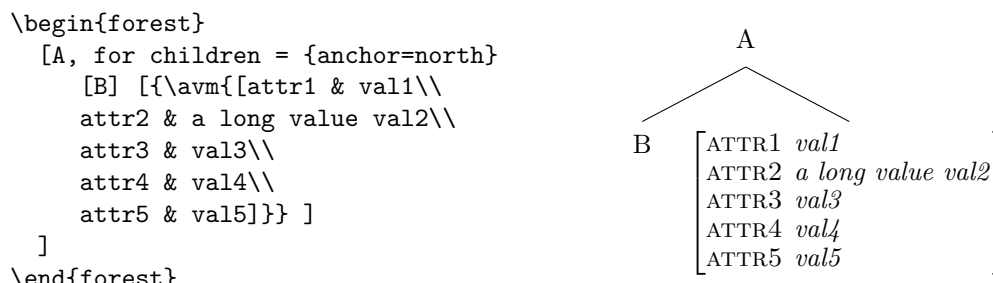 \begin{forest}
[A, for children = {anchor=north}
[B] [{\avm{[attr1 & val1\\
attr2 & a long value val2\\
attr3 & val3\\
attr4 & val4\\
attr5 & val5]}} ]
]
\end{forest}
A
B
ATTR1 val1
ATTR2 a long value val2
ATTR3 val3
ATTR4 val4
ATTR5 val5